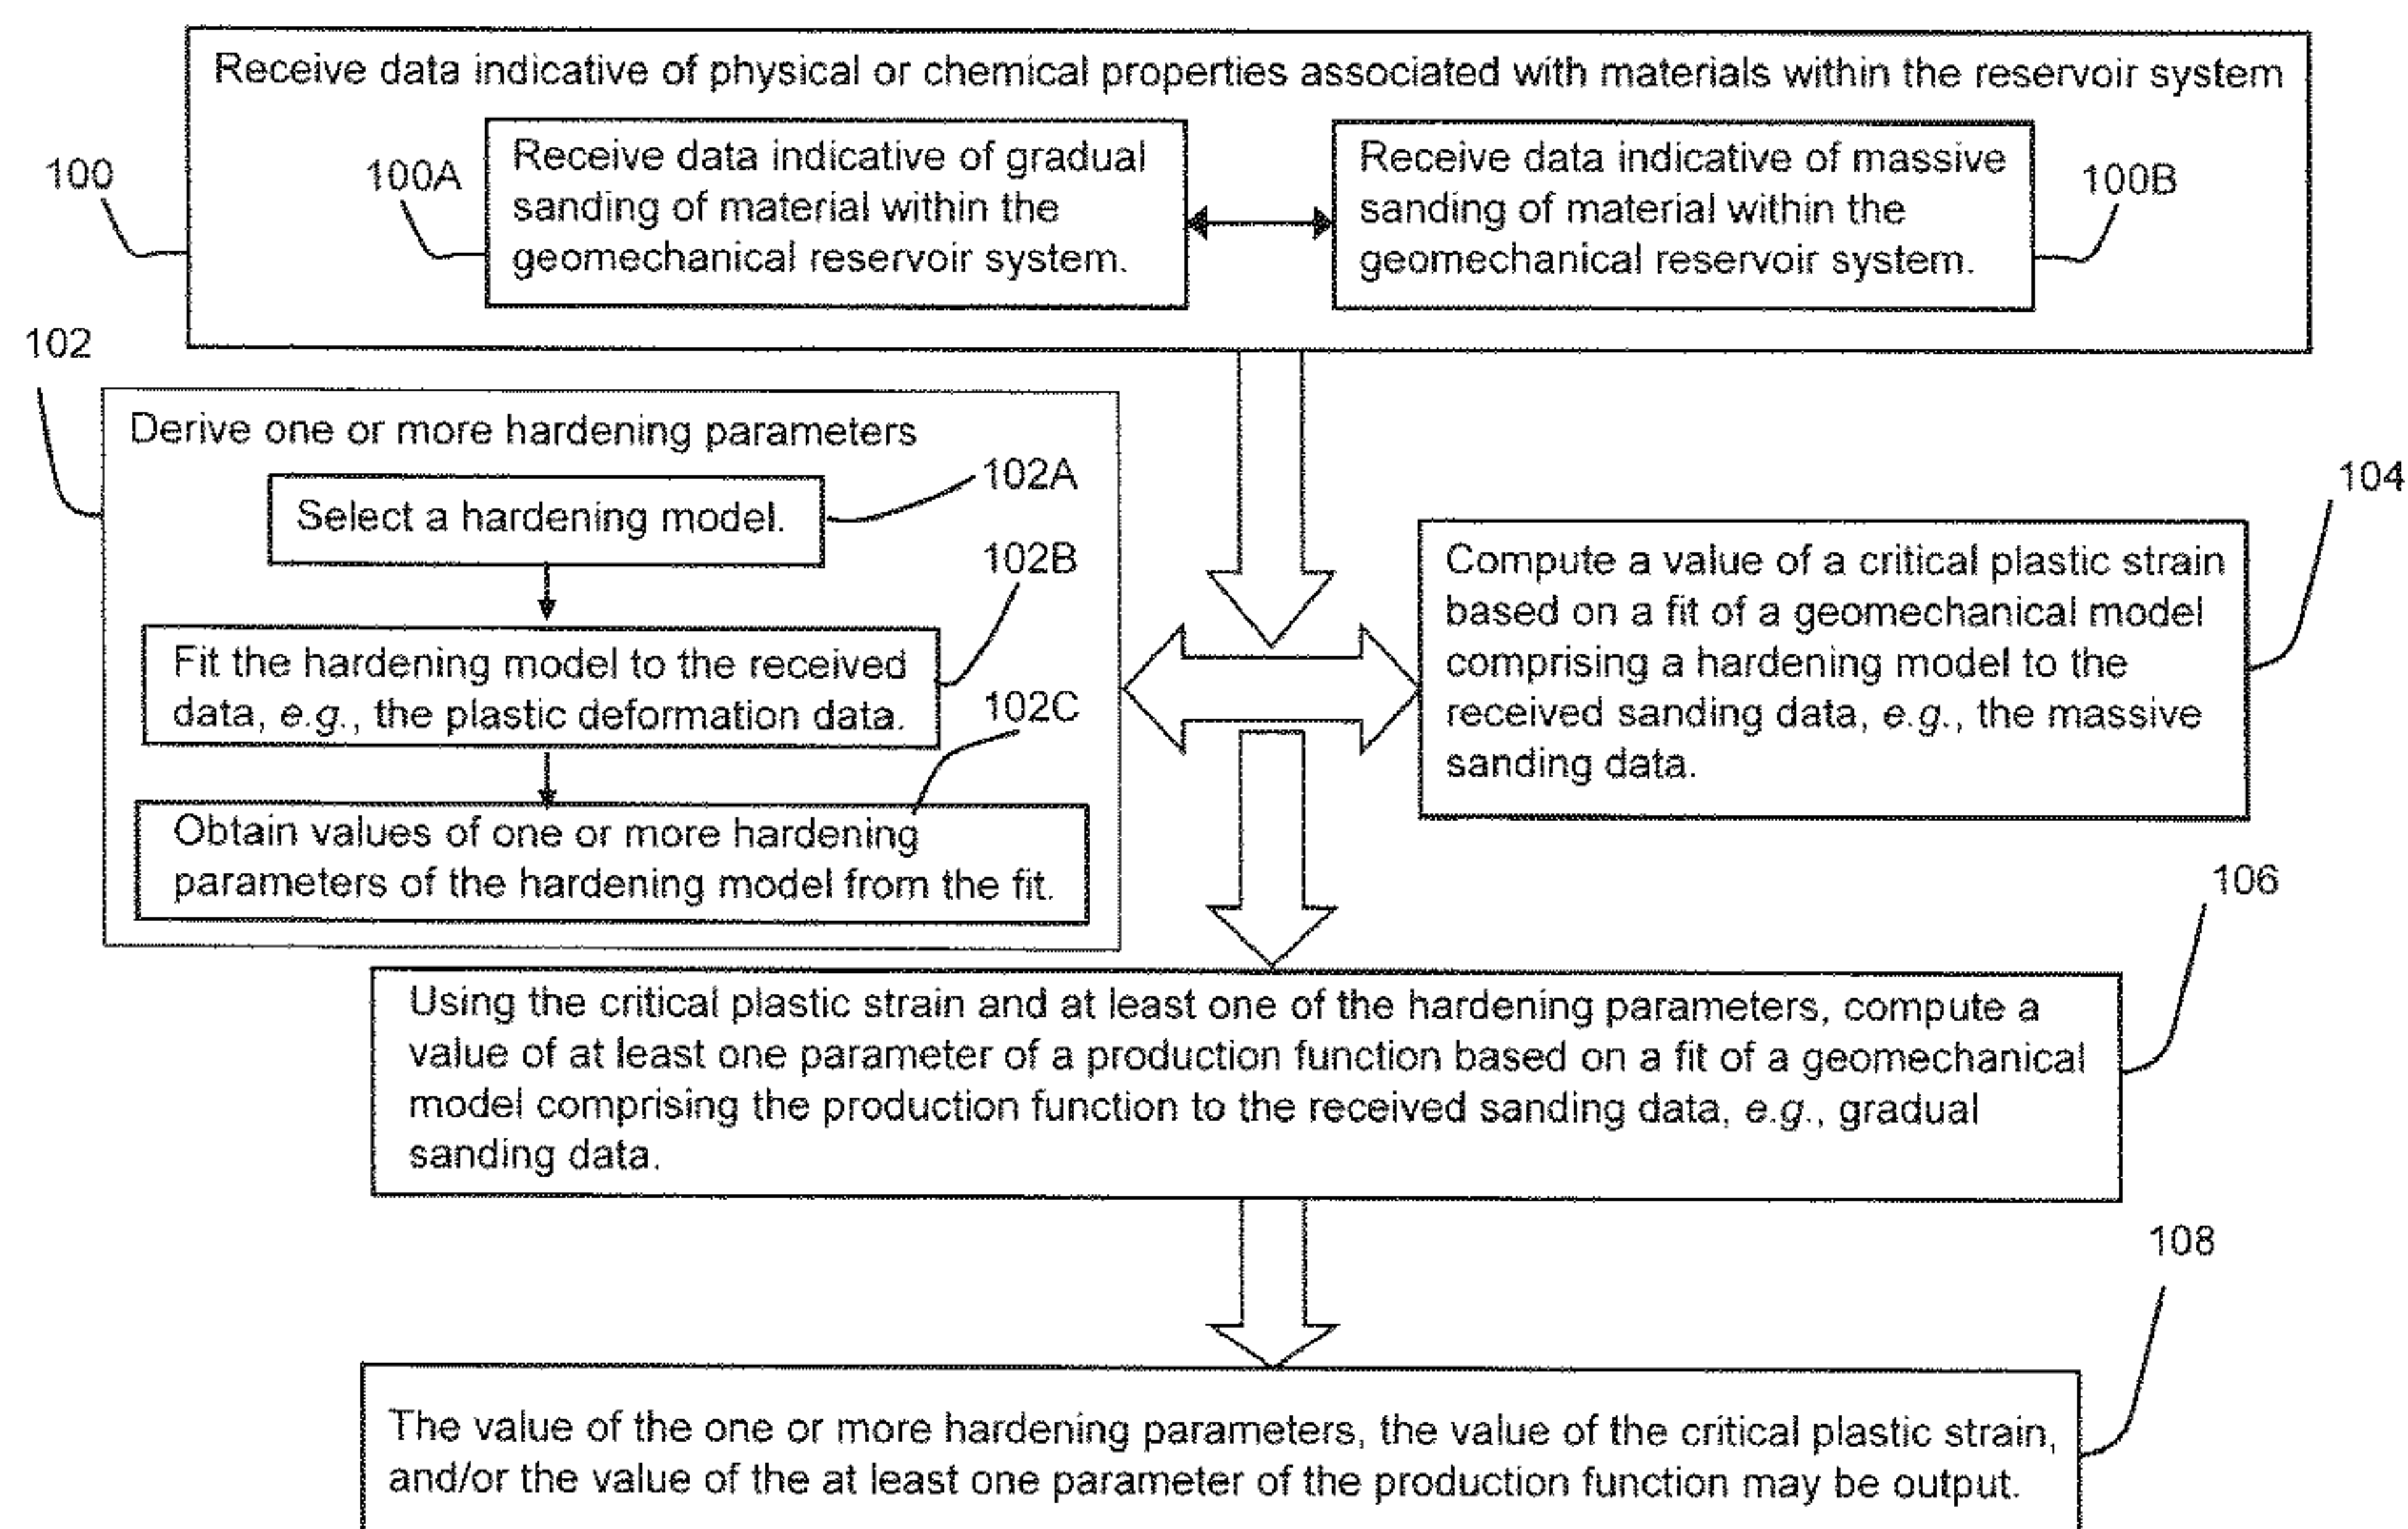 Receive data indicative of physical or chemical properties associated with materials within the reservoir system
100
100A
Receive data indicative of gradual
sanding of material within the
geomechanical reservoir system.
Receive data indicative of massive
sanding of material within the
geomechanical reservoir system.
100B
102
Derive one or more hardening parameters
Select a hardening model.
102A
102B
Fit the hardening model to the received
data, e.g., the plastic deformation data.
102C
Obtain values of one or more hardening
parameters of the hardening model from the fit.
104
Compute a value of a critical plastic strain
based on a fit of a geomechanical model
comprising a hardening model to the
received sanding data, e.g., the massive
sanding data.
106
Using the critical plastic strain and at least one of the hardening parameters, compute a
value of at least one parameter of a production function based on a fit of a geomechanical
model comprising the production function to the received sanding data, e.g., gradual
sanding data.
108
The value of the one or more hardening parameters, the value of the critical plastic strain,
and/or the value of the at least one parameter of the production function may be output.